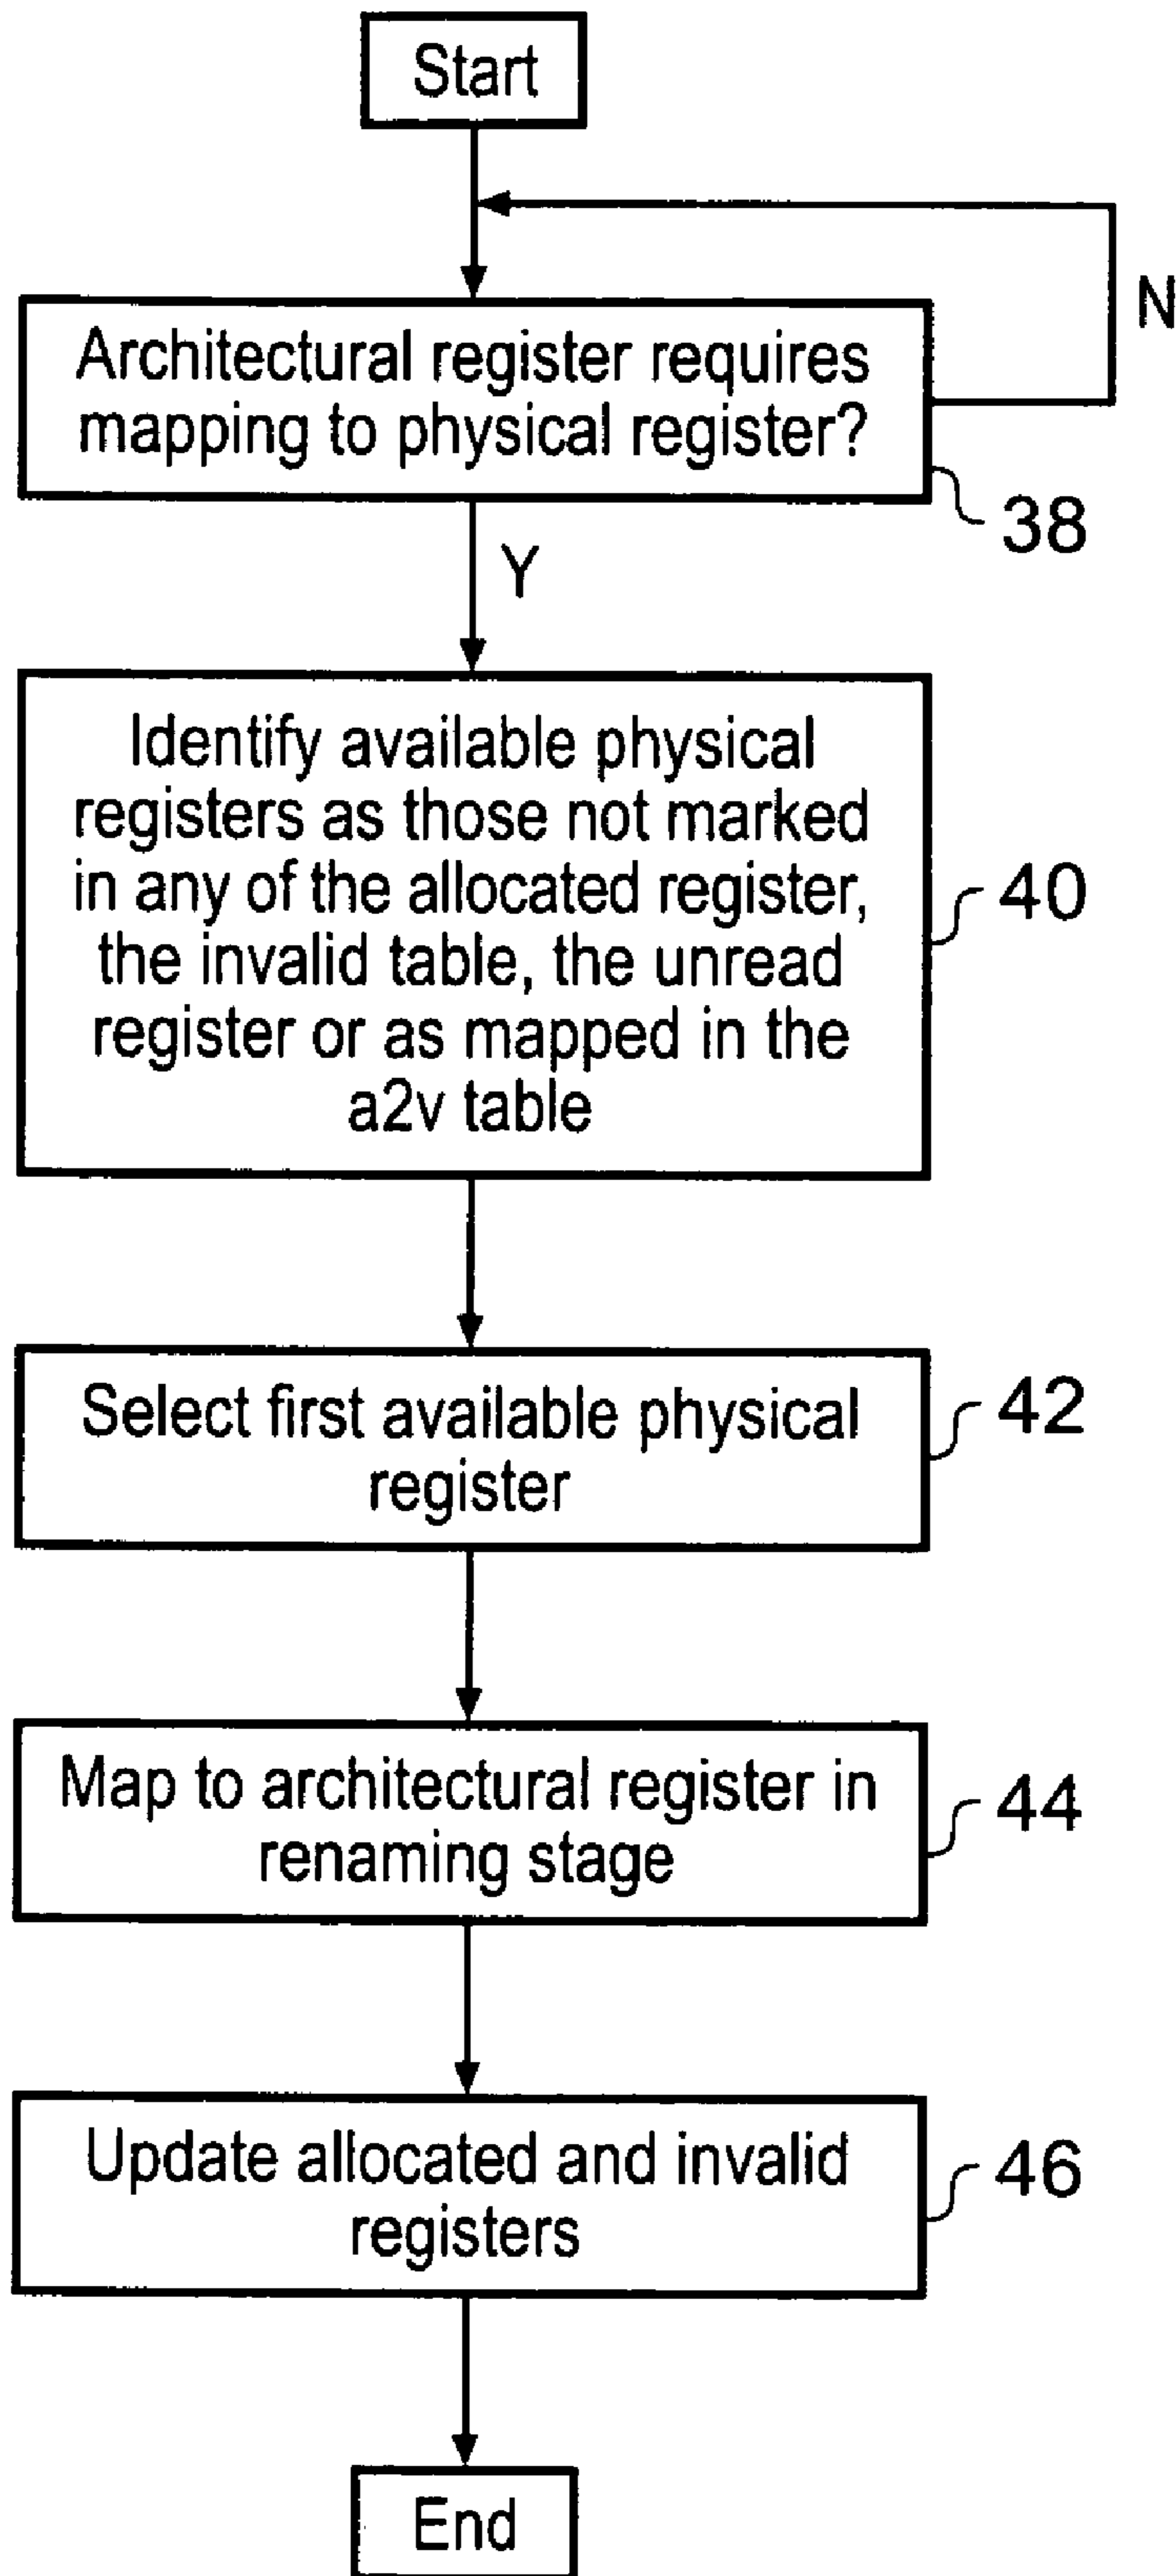 Start
N
Architectural register requires
mapping to physical register?
38
Y
Identify available physical
registers as those not marked
in any of the allocated register,
the invalid table, the unread
register or as mapped in the
a2v table
40
Select first available physical
register
42
Map to architectural register in
renaming stage
44
Update allocated and invalid
registers
46
End